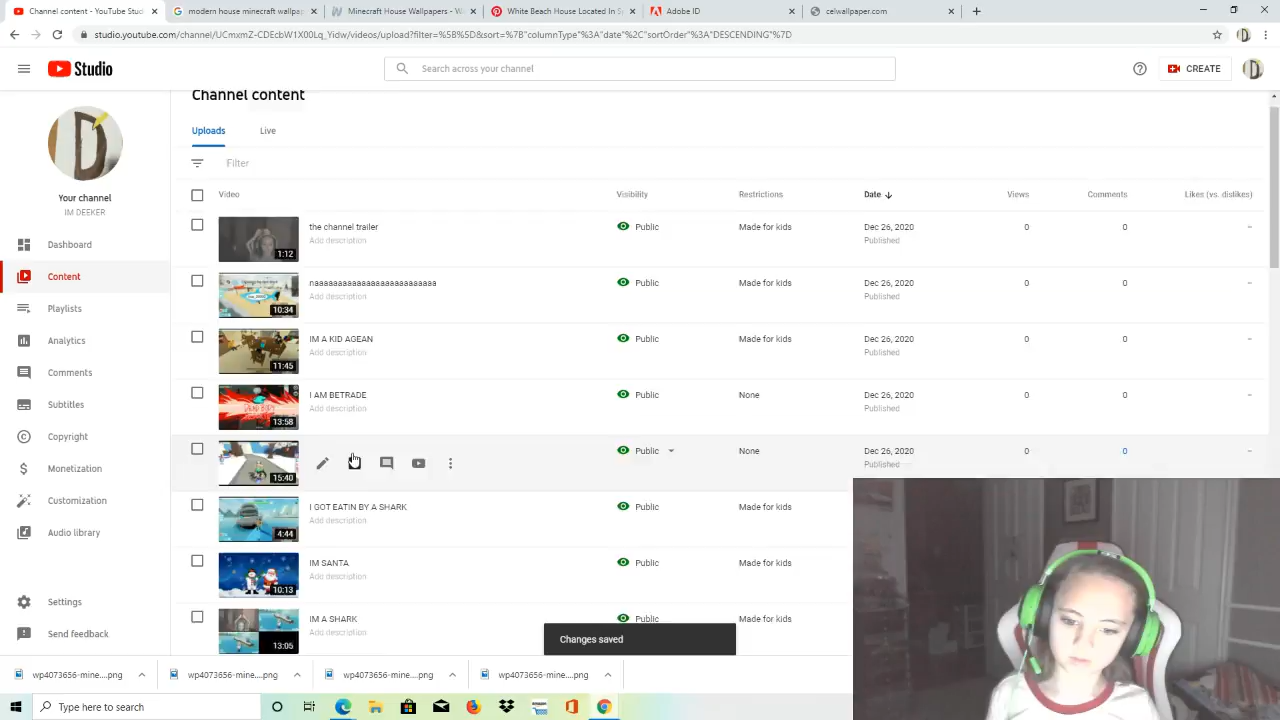 Channel content - YouTube Studi
modern house minecraft wallpap
Minecraft House Wallpapers - Wa
White Beach House Located In Sy
Adobe ID
celwallpaper.com
studio.youtube.com/channel/UCmxmZ-CDEcbW1X00Lq_Yidw/videos/upload?filter=%5B%5D&sort=%7B"columnType"%3A"date"%2C"sortOrder"%3A"DESCENDING"%7D
Studio
Search across your channel
CREATE
Channel content
Uploads
Live
Your channel
IM DEEKER
Filter
Video
Visibility
Restrictions
Date
Views
Comments
Likes (vs. dislikes)
Dashboard
Content
Playlists
Analytics
Comments
Subtitles
Copyright
Monetization
Customization
Audio library
Settings
Send feedback
1:12
the channel trailer
Add description
Public
Made for kids
Dec 26, 2020
Published
0
0
–
10:34
naaaaaaaaaaaaaaaaaaaaaaaaa
Add description
Public
Made for kids
Dec 26, 2020
Published
0
0
–
11:45
IM A KID AGEAN
Add description
Public
Made for kids
Dec 26, 2020
Published
0
0
–
13:58
I AM BETRADE
Add description
Public
None
Dec 26, 2020
Published
0
0
–
15:40
Public
None
Dec 26, 2020
Published
0
0
–
4:44
I GOT EATIN BY A SHARK
Add description
Public
Made for kids
10:13
IM SANTA
Add description
Public
Made for kids
13:05
IM A SHARK
Add description
Public
Made for kids
Changes saved
wp4073656-mine....png
wp4073656-mine....png
wp4073656-mine....png
wp4073656-mine....png
Type here to search